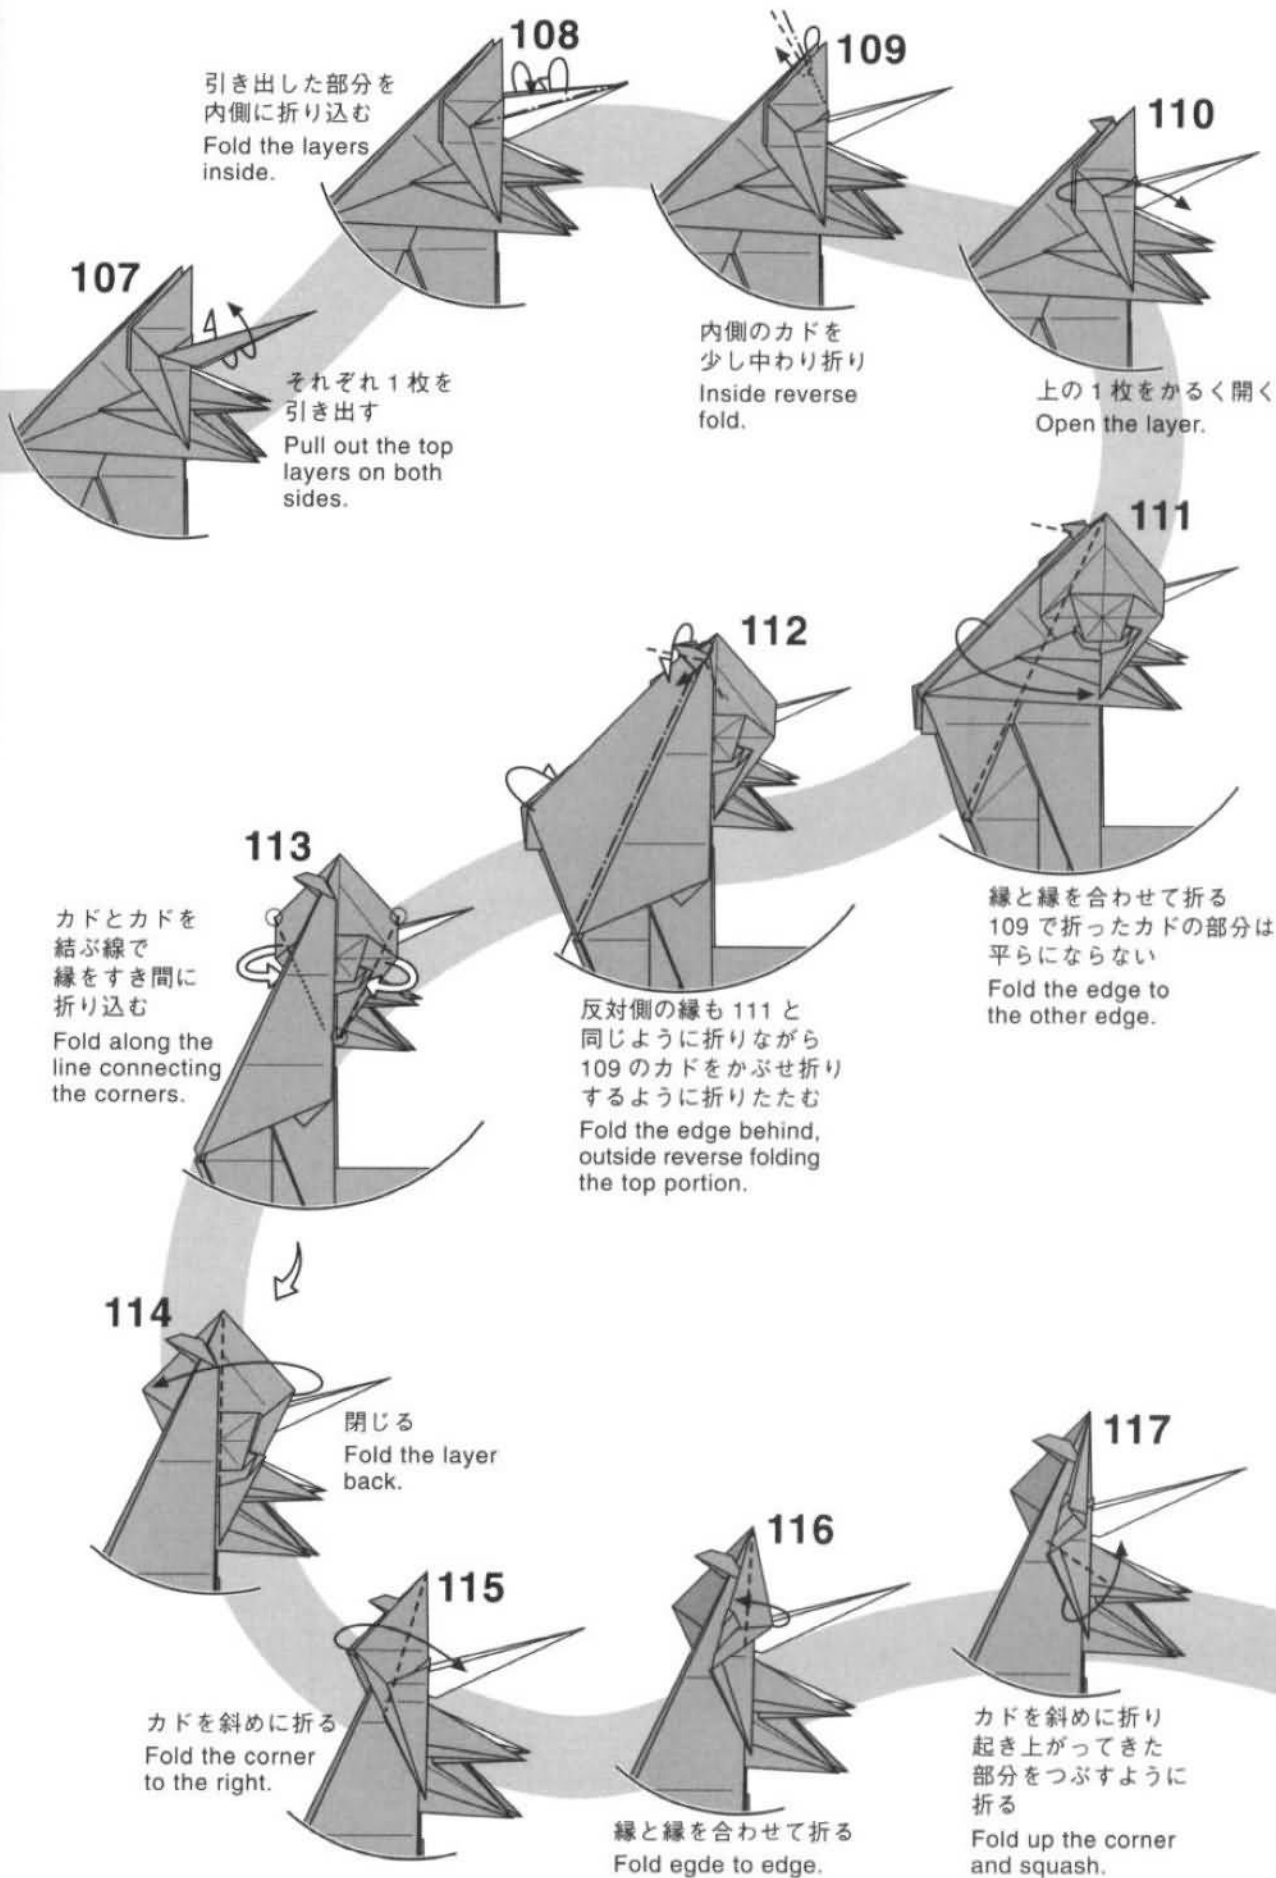 107
それぞれ1枚を
引き出す
Pull out the top
layers on both
sides.
108
引き出した部分を
内側に折り込む
Fold the layers
inside.
109
内側のカドを
少し中わり折り
Inside reverse
fold.
110
上の1枚をかるく開く
Open the layer.
111
縁と縁を合わせて折る
109で折ったカドの部分は
平らにならない
Fold the edge to
the other edge.
112
反対側の縁も111と
同じように折りながら
109のカドをかぶせ折り
するように折りたたむ
Fold the edge behind,
outside reverse folding
the top portion.
113
カドとカドを
結ぶ線で
縁をすき間に
折り込む
Fold along the
line connecting
the corners.
114
閉じる
Fold the layer
back.
115
カドを斜めに折る
Fold the corner
to the right.
116
縁と縁を合わせて折る
Fold egde to edge.
117
カドを斜めに折り
起き上がってきた
部分をつぶすように
折る
Fold up the corner
and squash.